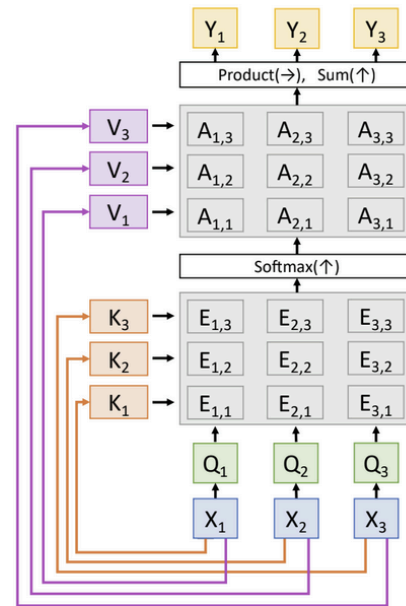 Y1 Y2 Y3
Product(→), Sum(↑)
V3 A1,3 A2,3 A3,3
V2 A1,2 A2,2 A3,2
V1 A1,1 A2,1 A3,1
Softmax(↑)
K3 E1,3 E2,3 E3,3
K2 E1,2 E2,2 E3,2
K1 E1,1 E2,1 E3,1
Q1 Q2 Q3
X1 X2 X3